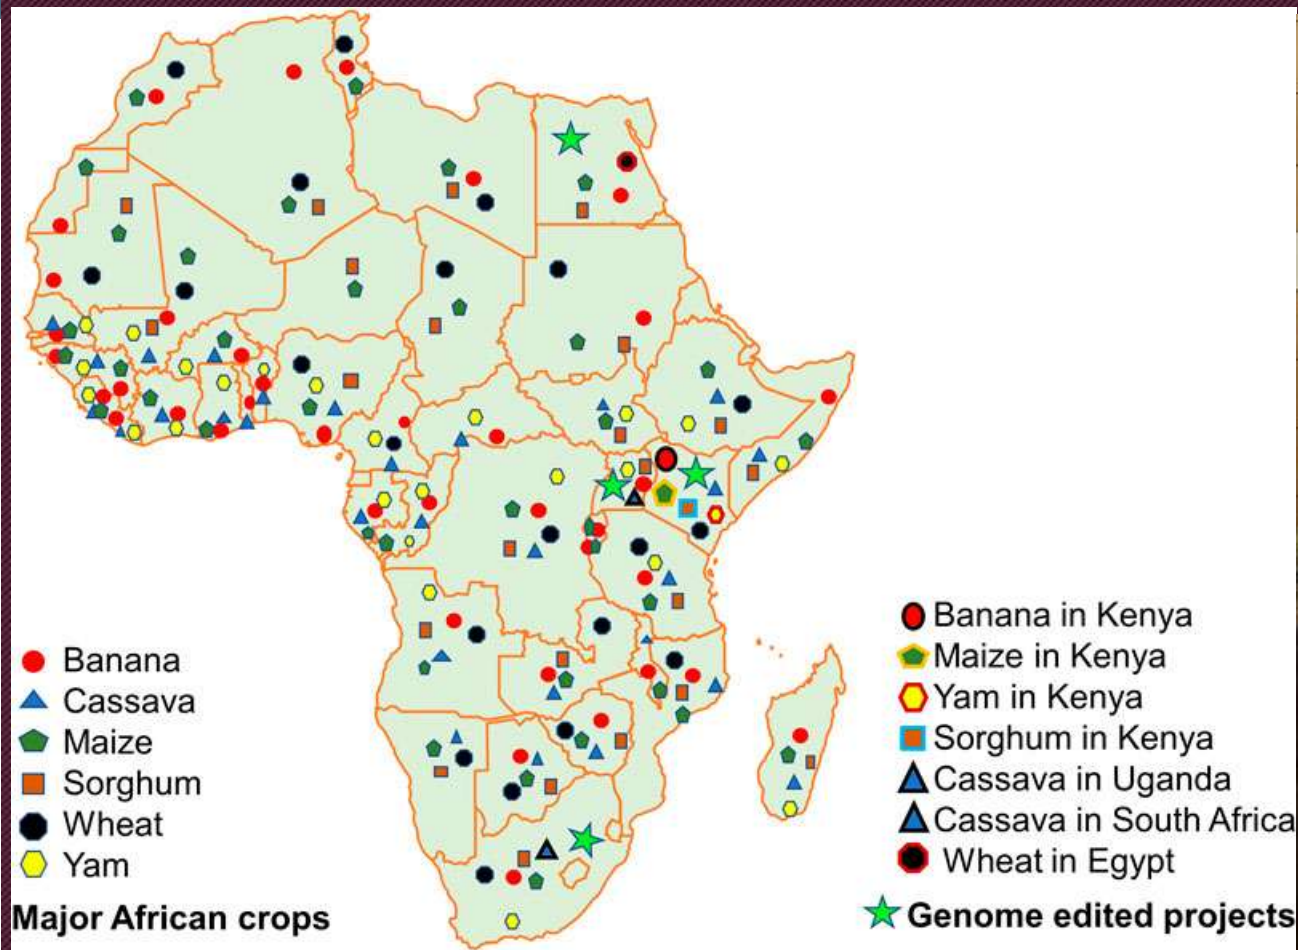 Banana
Cassava
Maize
Sorghum
Wheat
Yam
Major African crops
Banana in Kenya
Maize in Kenya
Yam in Kenya
Sorghum in Kenya
Cassava in Uganda
Cassava in South Africa
Wheat in Egypt
Genome edited projects